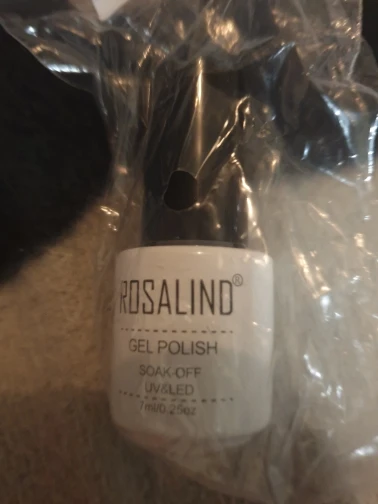 ROSALIND®
GEL POLISH
SOAK-OFF
UV&LED
7ml/0.25oz